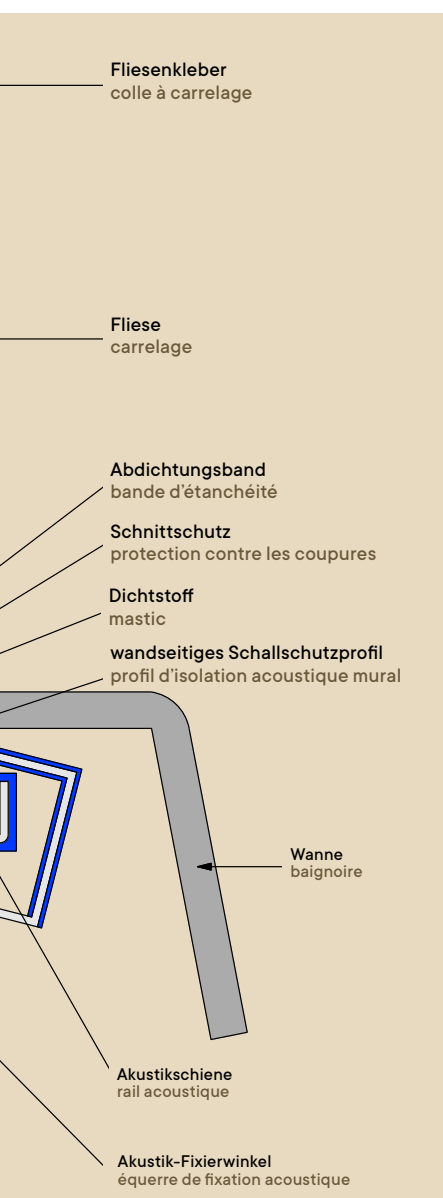 Fliesenkleber
colle à carrelage
Fliese
carrelage
Abdichtungsband
bande d'étanchéité
Schnittschutz
protection contre les coupures
Dichtstoff
mastic
wandseitiges Schallschutzprofil
profil d'isolation acoustique mural
Wanne
baignoire
Akustikschiene
rail acoustique
Akustik-Fixierwinkel
équerre de fixation acoustique